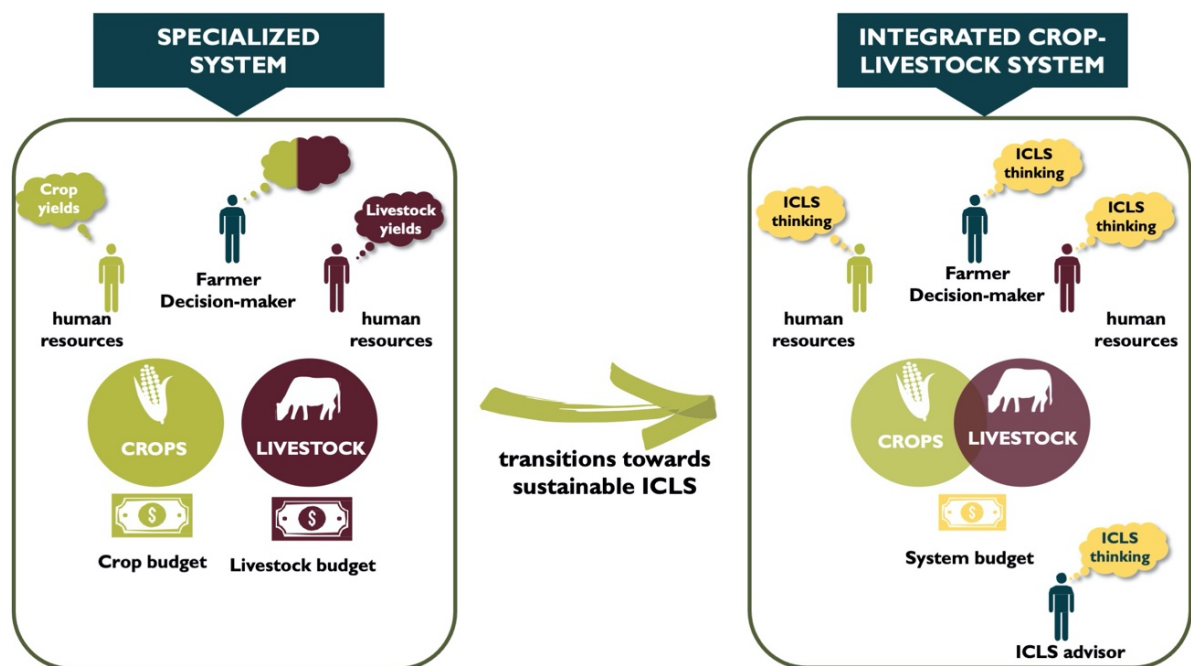 SPECIALIZED
SYSTEM
Crop
yields
Livestock
yields
Farmer
Decision-maker
human
resources
human
resources
CROPS
LIVESTOCK
$
$
Crop budget
Livestock budget
transitions towards
sustainable ICLS
INTEGRATED CROP-
LIVESTOCK SYSTEM
ICLS
thinking
ICLS
thinking
ICLS
thinking
Farmer
Decision-maker
human
resources
human
resources
CROPS
LIVESTOCK
$
System budget
ICLS
thinking
ICLS advisor